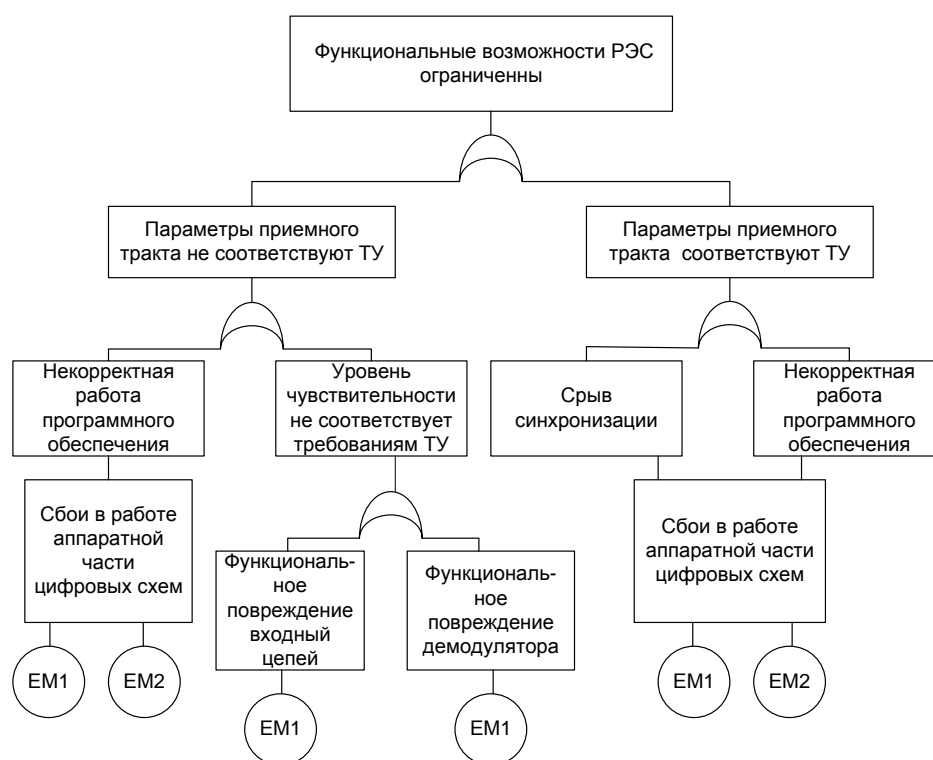 Функциональные возможности РЭС
ограниченны
Параметры приемного
тракта не соответствуют ТУ
Параметры приемного
тракта соответствуют ТУ
Некорректная
работа
программного
обеспечения
Уровень
чувствительности
не соответствует
требованиям ТУ
Срыв
синхронизации
Некорректная
работа
программного
обеспечения
Сбои в работе
аппаратной
части
цифровых схем
Функциональ-
ное
повреждение
входный
цепей
Функциональ-
ное
повреждение
демодулятора
Сбои в работе
аппаратной части
цифровых схем
ЕМ1
ЕМ2
ЕМ1
ЕМ1
ЕМ1
ЕМ2